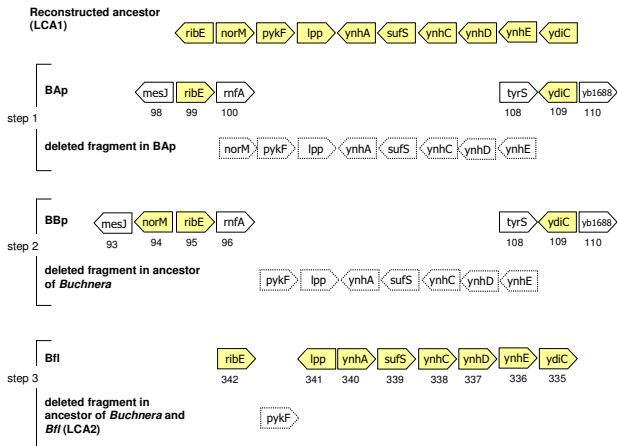 Reconstructed ancestor
(LCA1)
ribE norM pykF lpp ynhA sufS ynhC ynhD ynhE ydiC
step 1
BAp
mesJ ribE rnfA tyrS ydiC yb1688
98 99 100 108 109 110
deleted fragment in BAp
norM pykF lpp ynhA sufS ynhC ynhD ynhE
step 2
BBp
mesJ norM ribE rnfA tyrS ydiC yb1688
93 94 95 96 108 109 110
deleted fragment in ancestor
of Buchnera
pykF lpp ynhA sufS ynhC ynhD ynhE
step 3
Bfl
ribE lpp ynhA sufS ynhC ynhD ynhE ydiC
342 341 340 339 338 337 336 335
deleted fragment in
ancestor of Buchnera and
Bfl (LCA2)
pykF